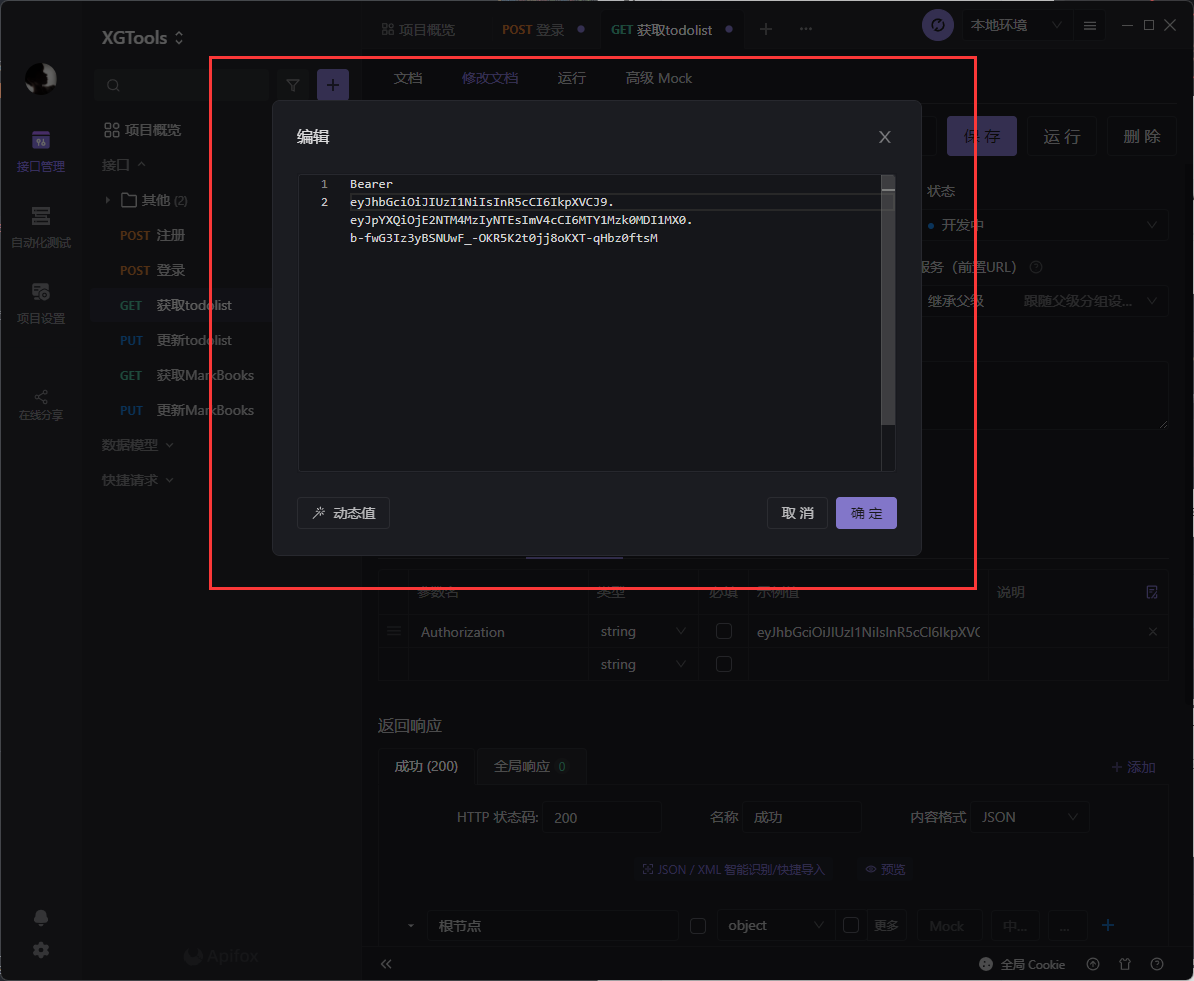 XGTools
项目概览
POST 登录
GET 获取todolist
本地环境
文档
修改文档
运行
高级 Mock
接口管理
自动化测试
项目设置
在线分享
项目概览
接口
其他 (2)
POST 注册
POST 登录
GET 获取todolist
PUT 更新todolist
GET 获取MarkBooks
PUT 更新MarkBooks
数据模型
快捷请求
Apifox
保 存
运 行
删 除
状态
开发中
服务（前置URL）
继承父级
跟随父级分组设...
编辑
1 Bearer
2 eyJhbGciOiJIUzI1NiIsInR5cCI6IkpXVCJ9.
eyJpYXQiOjE2NTM4MzIyNTEsImV4cCI6MTY1Mzk0MDI1MX0.
b-fwG3Iz3yBSNUwF_-OKR5K2t0jj8oKXT-qHbz0ftsM
动态值
取 消
确 定
参数名
类型
必填
示例值
说明
Authorization
string
eyJhbGciOiJIUzI1NiIsInR5cCI6IkpXVC
string
返回响应
成功 (200)
全局响应 0
+ 添加
HTTP 状态码: 200
名称 成功
内容格式 JSON
JSON / XML 智能识别/快捷导入
预览
根节点
object
更多
Mock
中...
...
全局 Cookie